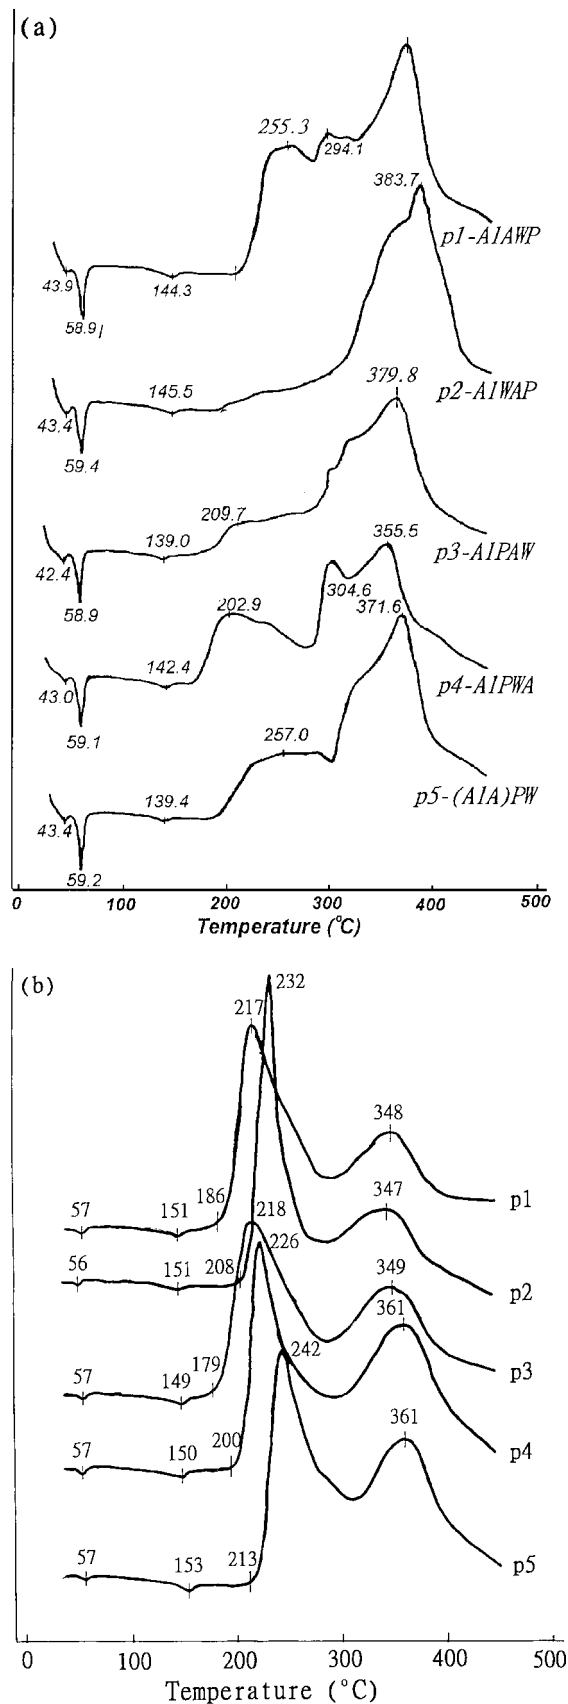 (a)
255.3
294.1
383.7
p1-AIAWP
43.9
144.3
58.9
145.5
p2-AIWAP
379.8
43.4
59.4
209.7
139.0
p3-AIPAW
355.5
42.4
304.6
58.9
202.9
371.6
142.4
p4-AIPWA
43.0
59.1
257.0
139.4
p5-(AIA)PW
43.4
59.2
0 100 200 300 400 500
Temperature (°C)
(b)
232
217
348
186
57 151 218 347 p1
226
56 151 208 349 p2
361
179 242
57 149 361 p3
200
57 150 p4
213
57 153 p5
0 100 200 300 400 500
Temperature (°C)